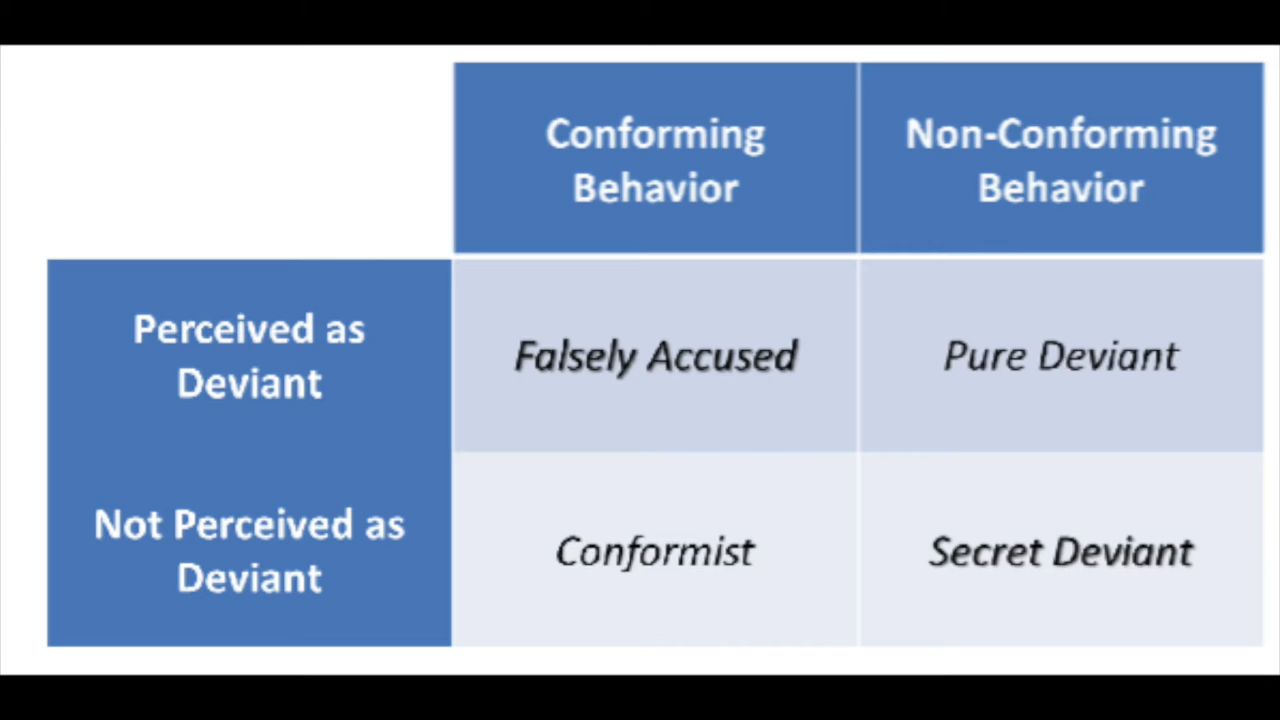 Conforming
Behavior
Non-Conforming
Behavior
Perceived as
Deviant
Falsely Accused
Pure Deviant
Not Perceived as
Deviant
Conformist
Secret Deviant